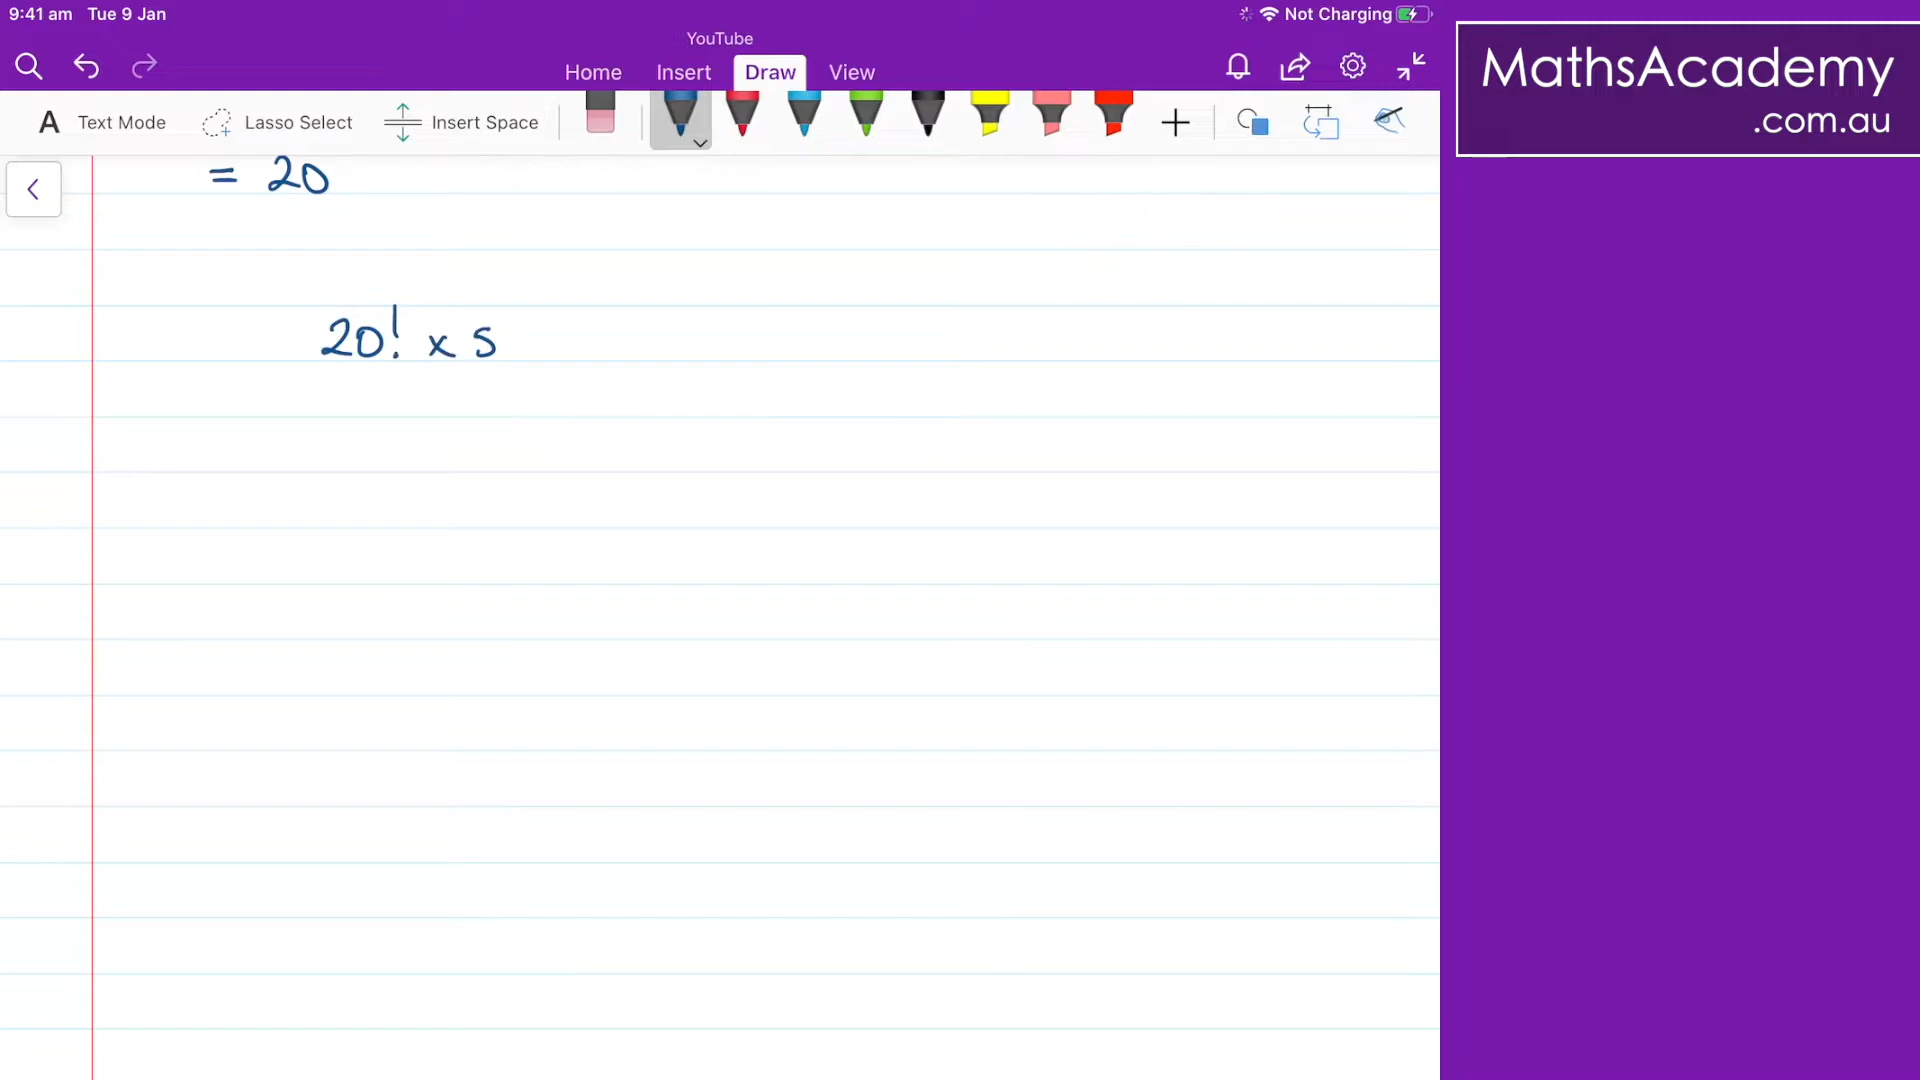 9:41 am Tue 9 Jan
Not Charging
YouTube
Home Insert Draw View
MathsAcademy
.com.au
A Text Mode Lasso Select Insert Space
= 20
20! x 5